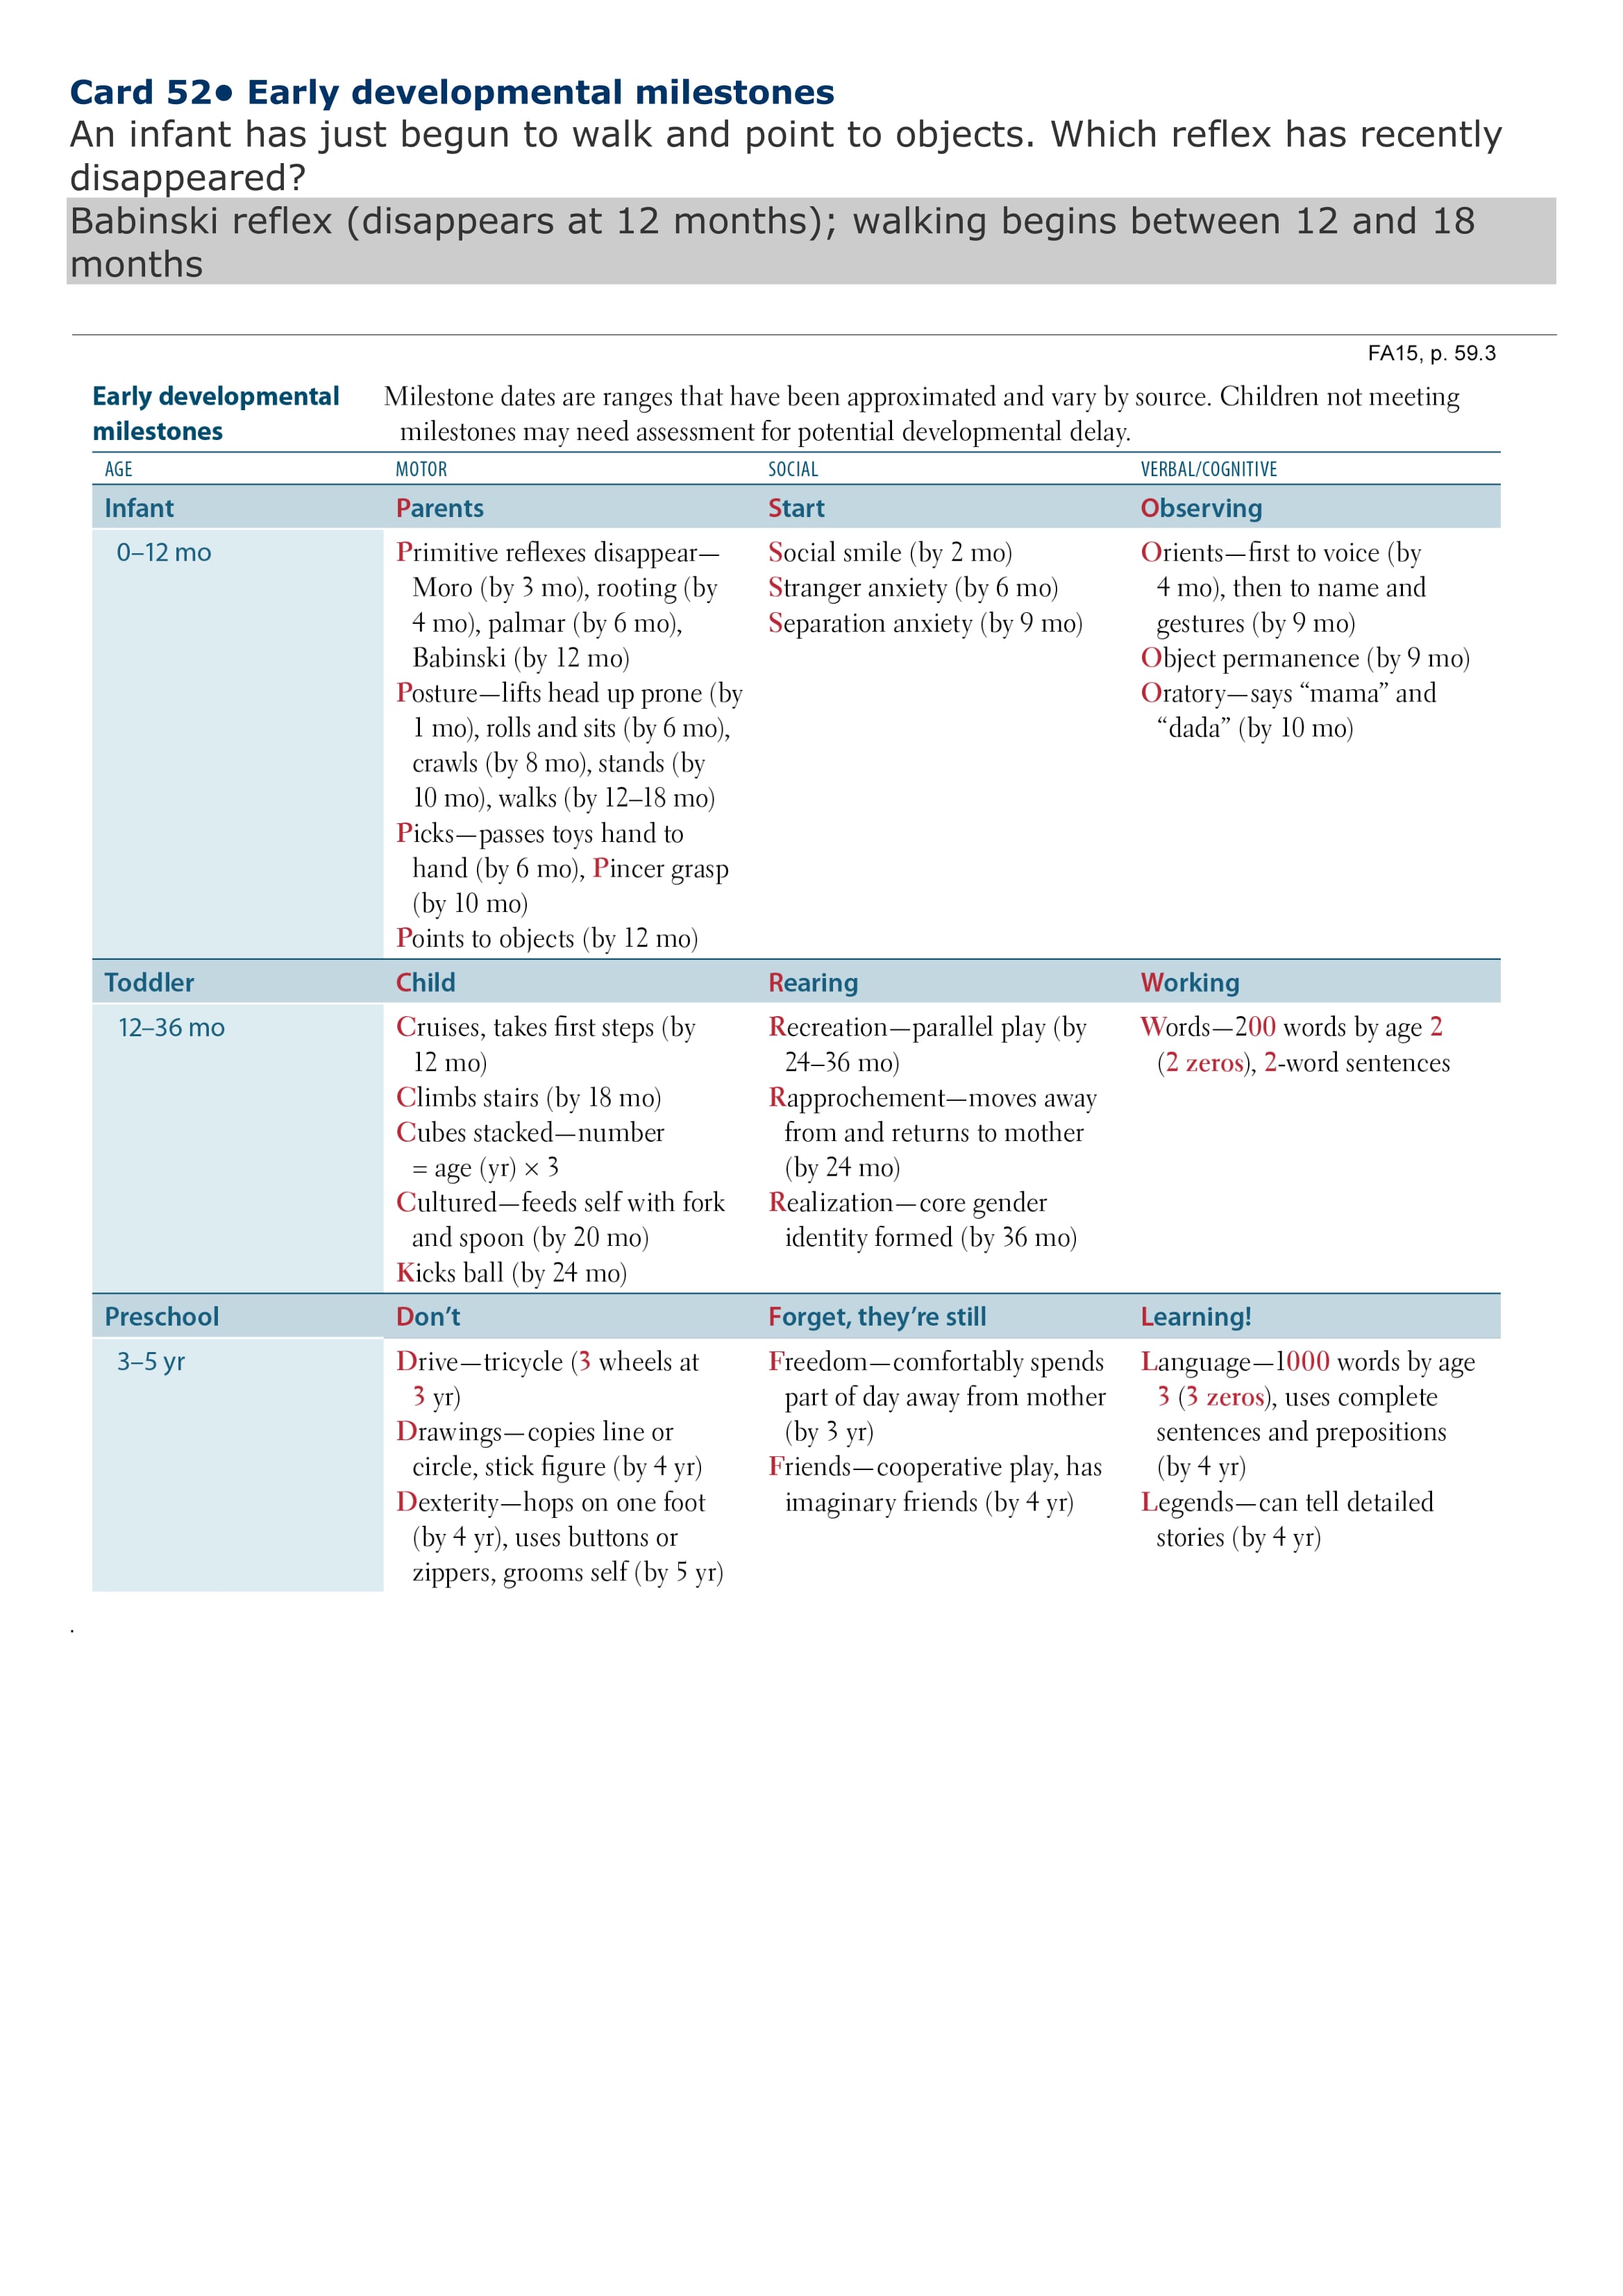 Card 52● Early developmental milestones
An infant has just begun to walk and point to objects. Which reflex has recently
disappeared?
Babinski reflex (disappears at 12 months); walking begins between 12 and 18
months
FA15, p. 59.3
Early developmental
milestones
Milestone dates are ranges that have been approximated and vary by source. Children not meeting
milestones may need assessment for potential developmental delay.
AGE MOTOR SOCIAL VERBAL/COGNITIVE
Infant Parents Start Observing
0–12 mo
Primitive reflexes disappear—
Moro (by 3 mo), rooting (by
4 mo), palmar (by 6 mo),
Babinski (by 12 mo)
Posture—lifts head up prone (by
1 mo), rolls and sits (by 6 mo),
crawls (by 8 mo), stands (by
10 mo), walks (by 12–18 mo)
Picks—passes toys hand to
hand (by 6 mo), Pincer grasp
(by 10 mo)
Points to objects (by 12 mo)
Social smile (by 2 mo)
Stranger anxiety (by 6 mo)
Separation anxiety (by 9 mo)
Orients—first to voice (by
4 mo), then to name and
gestures (by 9 mo)
Object permanence (by 9 mo)
Oratory—says “mama” and
“dada” (by 10 mo)
Toddler Child Rearing Working
12–36 mo
Cruises, takes first steps (by
12 mo)
Climbs stairs (by 18 mo)
Cubes stacked—number
= age (yr) × 3
Cultured—feeds self with fork
and spoon (by 20 mo)
Kicks ball (by 24 mo)
Recreation—parallel play (by
24–36 mo)
Rapprochement—moves away
from and returns to mother
(by 24 mo)
Realization—core gender
identity formed (by 36 mo)
Words—200 words by age 2
(2 zeros), 2-word sentences
Preschool Don’t Forget, they’re still Learning!
3–5 yr
Drive—tricycle (3 wheels at
3 yr)
Drawings—copies line or
circle, stick figure (by 4 yr)
Dexterity—hops on one foot
(by 4 yr), uses buttons or
zippers, grooms self (by 5 yr)
Freedom—comfortably spends
part of day away from mother
(by 3 yr)
Friends—cooperative play, has
imaginary friends (by 4 yr)
Language—1000 words by age
3 (3 zeros), uses complete
sentences and prepositions
(by 4 yr)
Legends—can tell detailed
stories (by 4 yr)
.